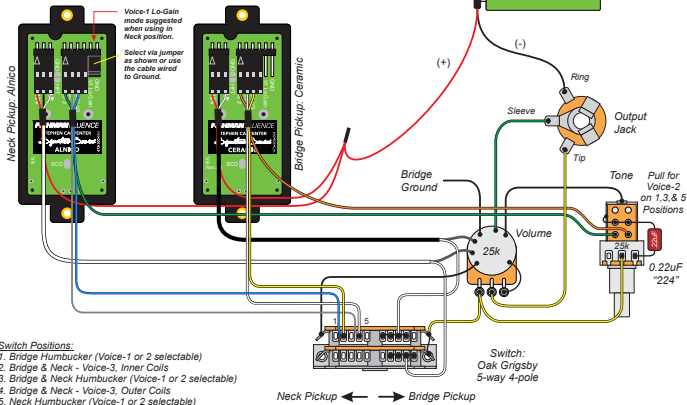 Voice-1 Lo-Gain
mode suggested
when using in
Neck position.
Select via jumper
as shown or use
the cable wired
to Ground.
Neck Pickup: Alnico
Bridge Pickup: Ceramic
STEPHEN CARPENTER
ALNICO
SCO
STEPHEN CARPENTER
(+)
(-)
Ring
Sleeve
Output
Jack
Tip
Bridge
Ground
Tone
Pull for
Voice-2
on 1,3,& 5
Positions
Volume
25k
25k
.22uF
0.22uF
"224"
1
5
Switch:
Oak Grigsby
5-way 4-pole
Neck Pickup
Bridge Pickup
Switch Positions:
1. Bridge Humbucker (Voice-1 or 2 selectable)
2. Bridge & Neck - Voice-3, Inner Coils
3. Bridge & Neck Humbucker (Voice-1 or 2 selectable)
4. Bridge & Neck - Voice-3, Outer Coils
5. Neck Humbucker (Voice-1 or 2 selectable)